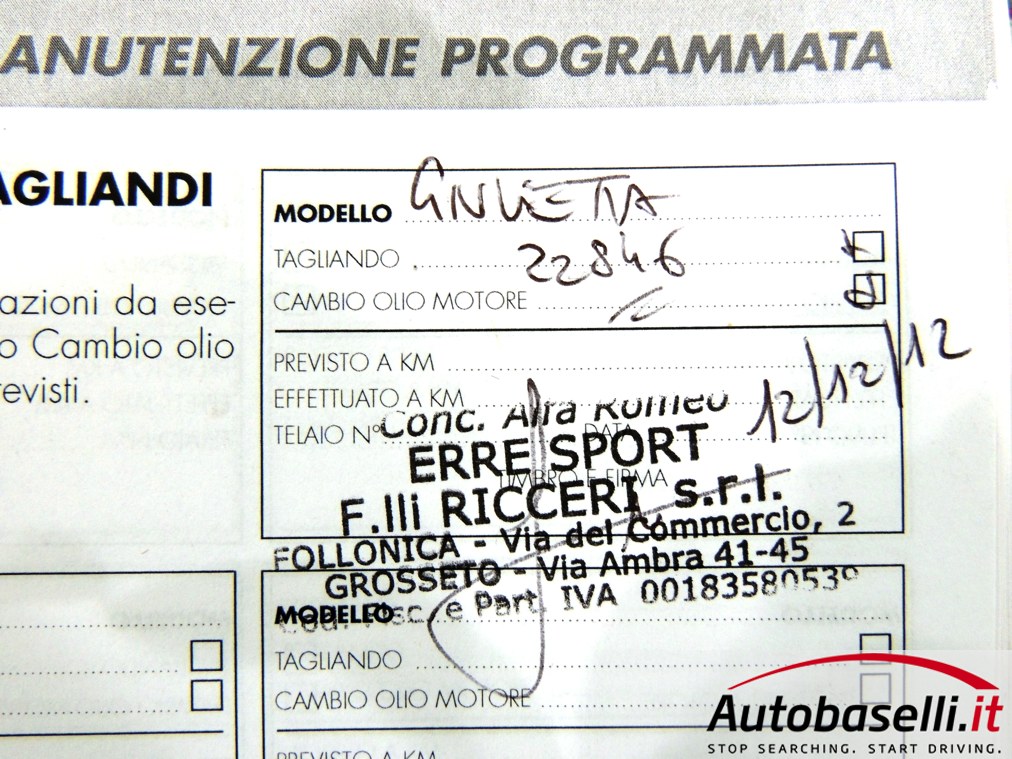 ANUTENZIONE PROGRAMMATA
AGLIANDI
azioni da ese-
o Cambio olio
revisti.
MODELLO GIULIETTA
TAGLIANDO 22846
CAMBIO OLIO MOTORE
PREVISTO A KM
EFFETTUATO A KM
12/12/12
TELAIO N°
DATA
TIMBRO E FIRMA
Conc. Alfa Romeo
ERRE SPORT
F.lli RICCERI s.r.l.
FOLLONICA - Via del Commercio, 2
GROSSETO - Via Ambra 41-45
Cod. Fisc. e Part. IVA 00183580539
MODELLO
TAGLIANDO
CAMBIO OLIO MOTORE
PREVISTO A KM
Autobaselli.it
STOP SEARCHING. START DRIVING.